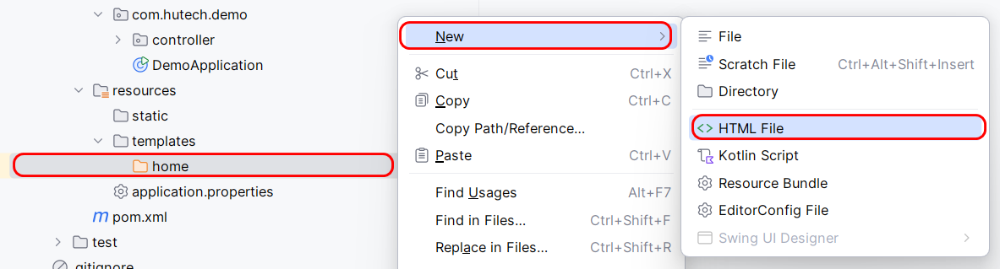 com.hutech.demo
controller
DemoApplication
resources
static
templates
home
application.properties
pom.xml
test
.gitignore
New
Cut Ctrl+X
Copy Ctrl+C
Copy Path/Reference...
Paste Ctrl+V
Find Usages Alt+F7
Find in Files... Ctrl+Shift+F
Replace in Files... Ctrl+Shift+R
File
Scratch File Ctrl+Alt+Shift+Insert
Directory
HTML File
Kotlin Script
Resource Bundle
EditorConfig File
Swing UI Designer